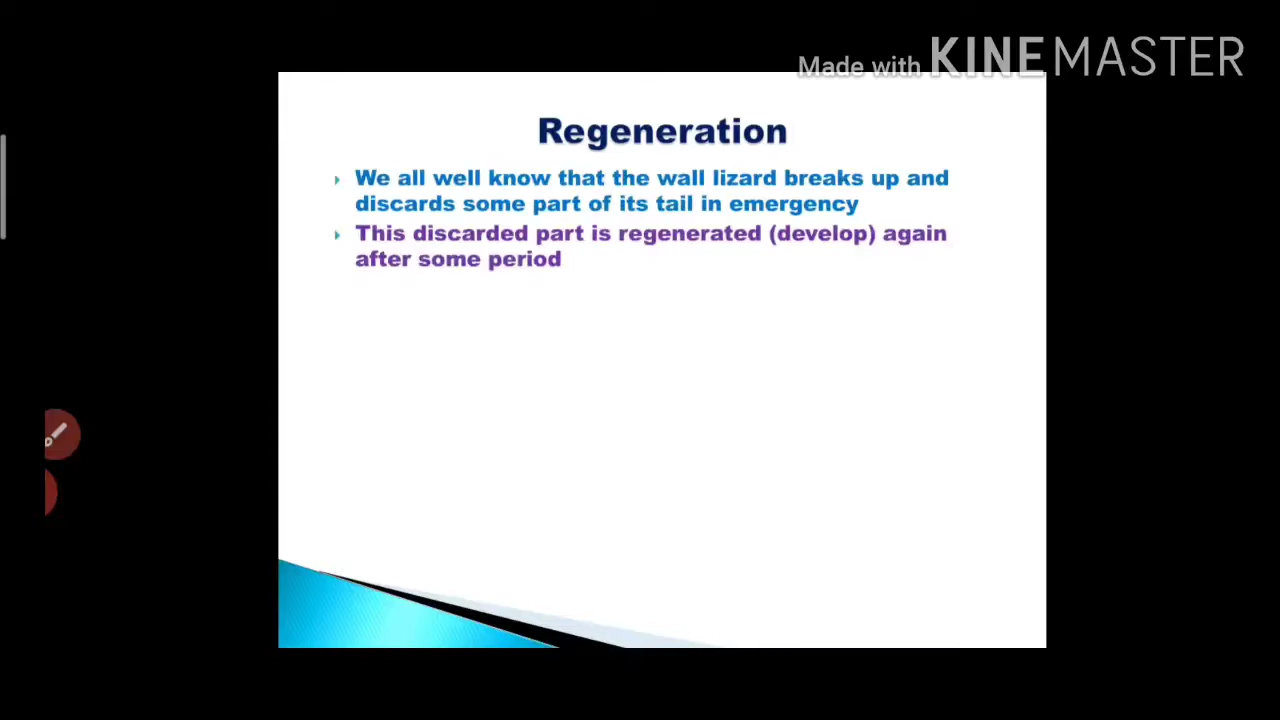 Made with KINEMASTER
Regeneration
We all well know that the wall lizard breaks up and
discards some part of its tail in emergency
This discarded part is regenerated (develop) again
after some period